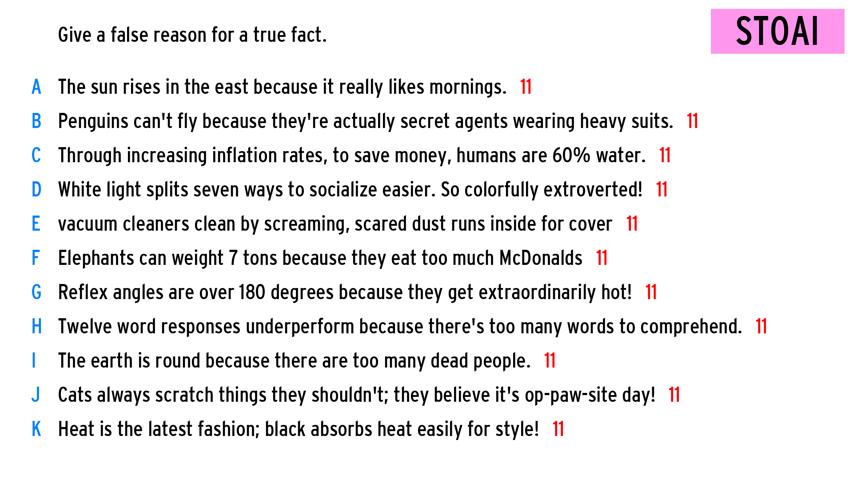 Give a false reason for a true fact.
STOAI
A The sun rises in the east because it really likes mornings. 11
B Penguins can't fly because they're actually secret agents wearing heavy suits. 11
C Through increasing inflation rates, to save money, humans are 60% water. 11
D White light splits seven ways to socialize easier. So colorfully extroverted! 11
E vacuum cleaners clean by screaming, scared dust runs inside for cover 11
F Elephants can weight 7 tons because they eat too much McDonalds 11
G Reflex angles are over 180 degrees because they get extraordinarily hot! 11
H Twelve word responses underperform because there's too many words to comprehend. 11
I The earth is round because there are too many dead people. 11
J Cats always scratch things they shouldn't; they believe it's op-paw-site day! 11
K Heat is the latest fashion; black absorbs heat easily for style! 11